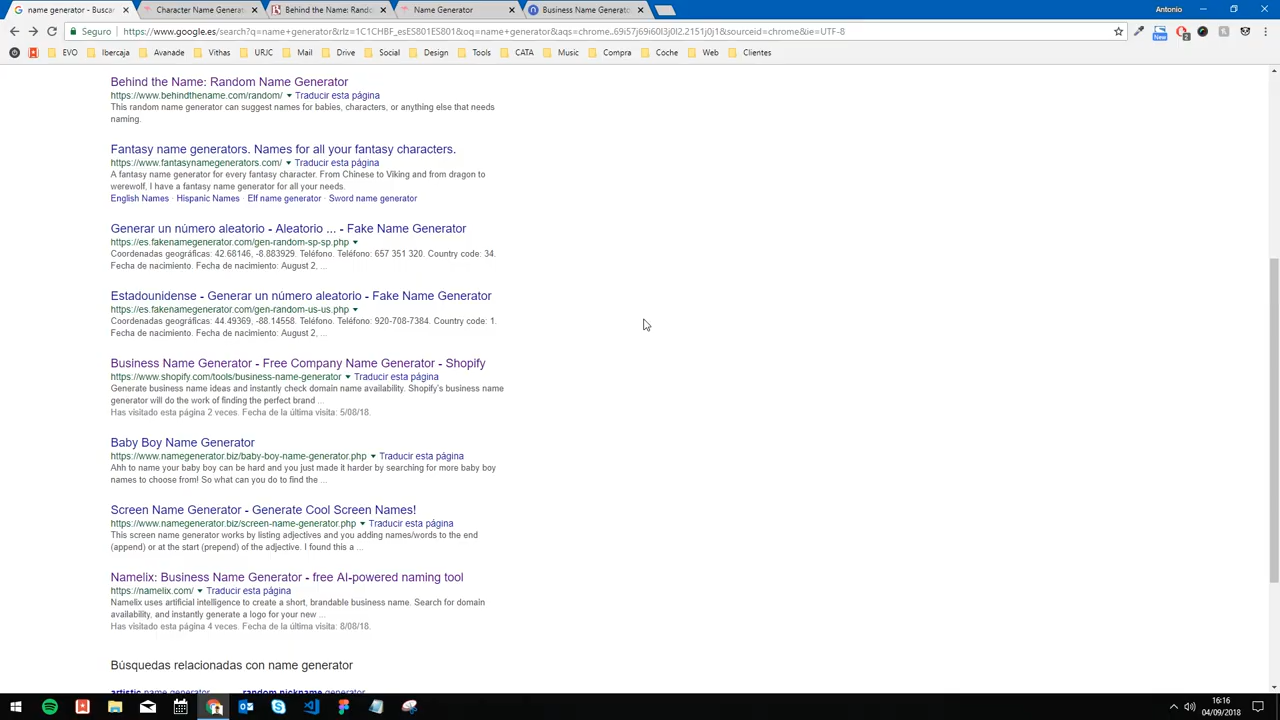 name generator - Buscar
Character Name Generat
Behind the Name: Random
Name Generator
Business Name Generator
Antonio
Seguro
https://www.google.es/search?q=name+generator&rlz=1C1CHBF_esES801ES801&oq=name+generator&aqs=chrome..69i57j69i60l3j0l2.2151j0j1&sourceid=chrome&ie=UTF-8
New
2
EVO
Ibercaja
Avanade
Vithas
URJC
Mail
Drive
Social
Design
Tools
CATA
Music
Compra
Coche
Web
Clientes
Behind the Name: Random Name Generator
https://www.behindthename.com/random/ Traducir esta página
This random name generator can suggest names for babies, characters, or anything else that needs
naming.
Fantasy name generators. Names for all your fantasy characters.
https://www.fantasynamegenerators.com/ Traducir esta página
A fantasy name generator for every fantasy character. From Chinese to Viking and from dragon to
werewolf, I have a fantasy name generator for all your needs.
English Names · Hispanic Names · Elf name generator · Sword name generator
Generar un número aleatorio - Aleatorio ... - Fake Name Generator
https://es.fakenamegenerator.com/gen-random-sp-sp.php
Coordenadas geográficas: 42.68146, -8.883929. Teléfono. Teléfono: 657 351 320. Country code: 34.
Fecha de nacimiento. Fecha de nacimiento: August 2, ...
Estadounidense - Generar un número aleatorio - Fake Name Generator
https://es.fakenamegenerator.com/gen-random-us-us.php
Coordenadas geográficas: 44.49369, -88.14558. Teléfono. Teléfono: 920-708-7384. Country code: 1.
Fecha de nacimiento. Fecha de nacimiento: August 2, ...
Business Name Generator - Free Company Name Generator - Shopify
https://www.shopify.com/tools/business-name-generator Traducir esta página
Generate business name ideas and instantly check domain name availability. Shopify's business name
generator will do the work of finding the perfect brand ...
Has visitado esta página 2 veces. Fecha de la última visita: 5/08/18.
Baby Boy Name Generator
https://www.namegenerator.biz/baby-boy-name-generator.php Traducir esta página
Ahh to name your baby boy can be hard and you just made it harder by searching for more baby boy
names to choose from! So what can you do to find the ...
Screen Name Generator - Generate Cool Screen Names!
https://www.namegenerator.biz/screen-name-generator.php Traducir esta página
This screen name generator works by listing adjectives and you adding names/words to the end
(append) or at the start (prepend) of the adjective. I found this a ...
Namelix: Business Name Generator - free AI-powered naming tool
https://namelix.com/ Traducir esta página
Namelix uses artificial intelligence to create a short, brandable business name. Search for domain
availability, and instantly generate a logo for your new ...
Has visitado esta página 4 veces. Fecha de la última visita: 8/08/18.
Búsquedas relacionadas con name generator
artistic name generator
random nickname generator
16:16
04/09/2018